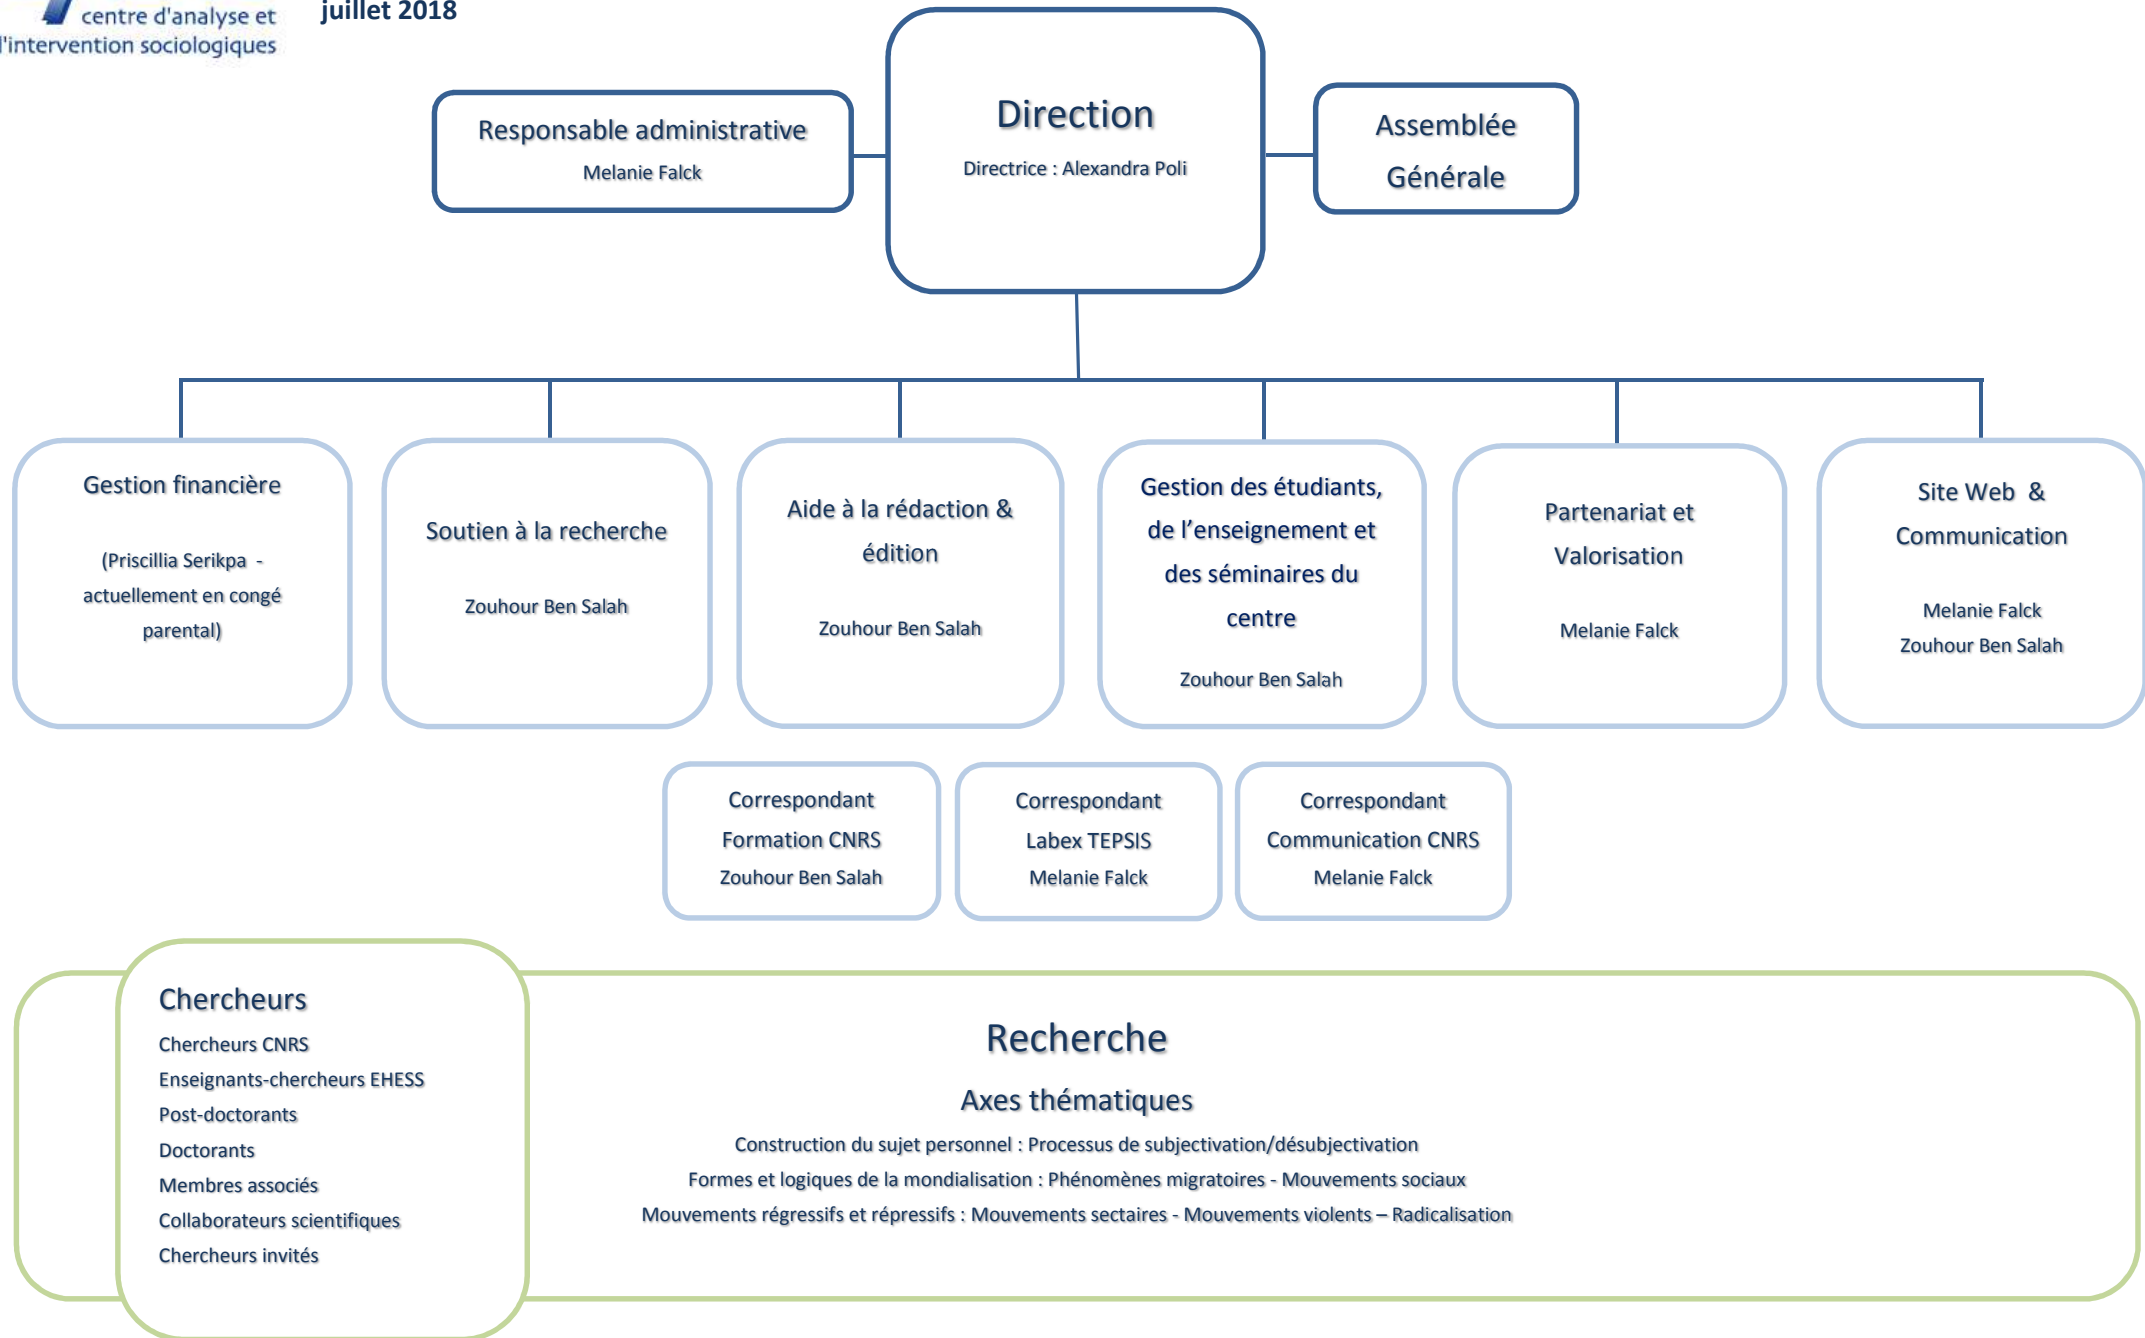 centre d'analyse et
d'intervention sociologiques
juillet 2018
Responsable administrative
Melanie Falck
Direction
Directrice : Alexandra Poli
Assemblée
Générale
Gestion financière
(Priscillia Serikpa -
actuellement en congé
parental)
Soutien à la recherche
Zouhour Ben Salah
Aide à la rédaction &
édition
Zouhour Ben Salah
Gestion des étudiants,
de l'enseignement et
des séminaires du
centre
Zouhour Ben Salah
Partenariat et
Valorisation
Melanie Falck
Site Web &
Communication
Melanie Falck
Zouhour Ben Salah
Correspondant
Formation CNRS
Zouhour Ben Salah
Correspondant
Labex TEPSIS
Melanie Falck
Correspondant
Communication CNRS
Melanie Falck
Chercheurs
Chercheurs CNRS
Enseignants-chercheurs EHESS
Post-doctorants
Doctorants
Membres associés
Collaborateurs scientifiques
Chercheurs invités
Recherche
Axes thématiques
Construction du sujet personnel : Processus de subjectivation/désubjectivation
Formes et logiques de la mondialisation : Phénomènes migratoires - Mouvements sociaux
Mouvements régressifs et répressifs : Mouvements sectaires - Mouvements violents – Radicalisation